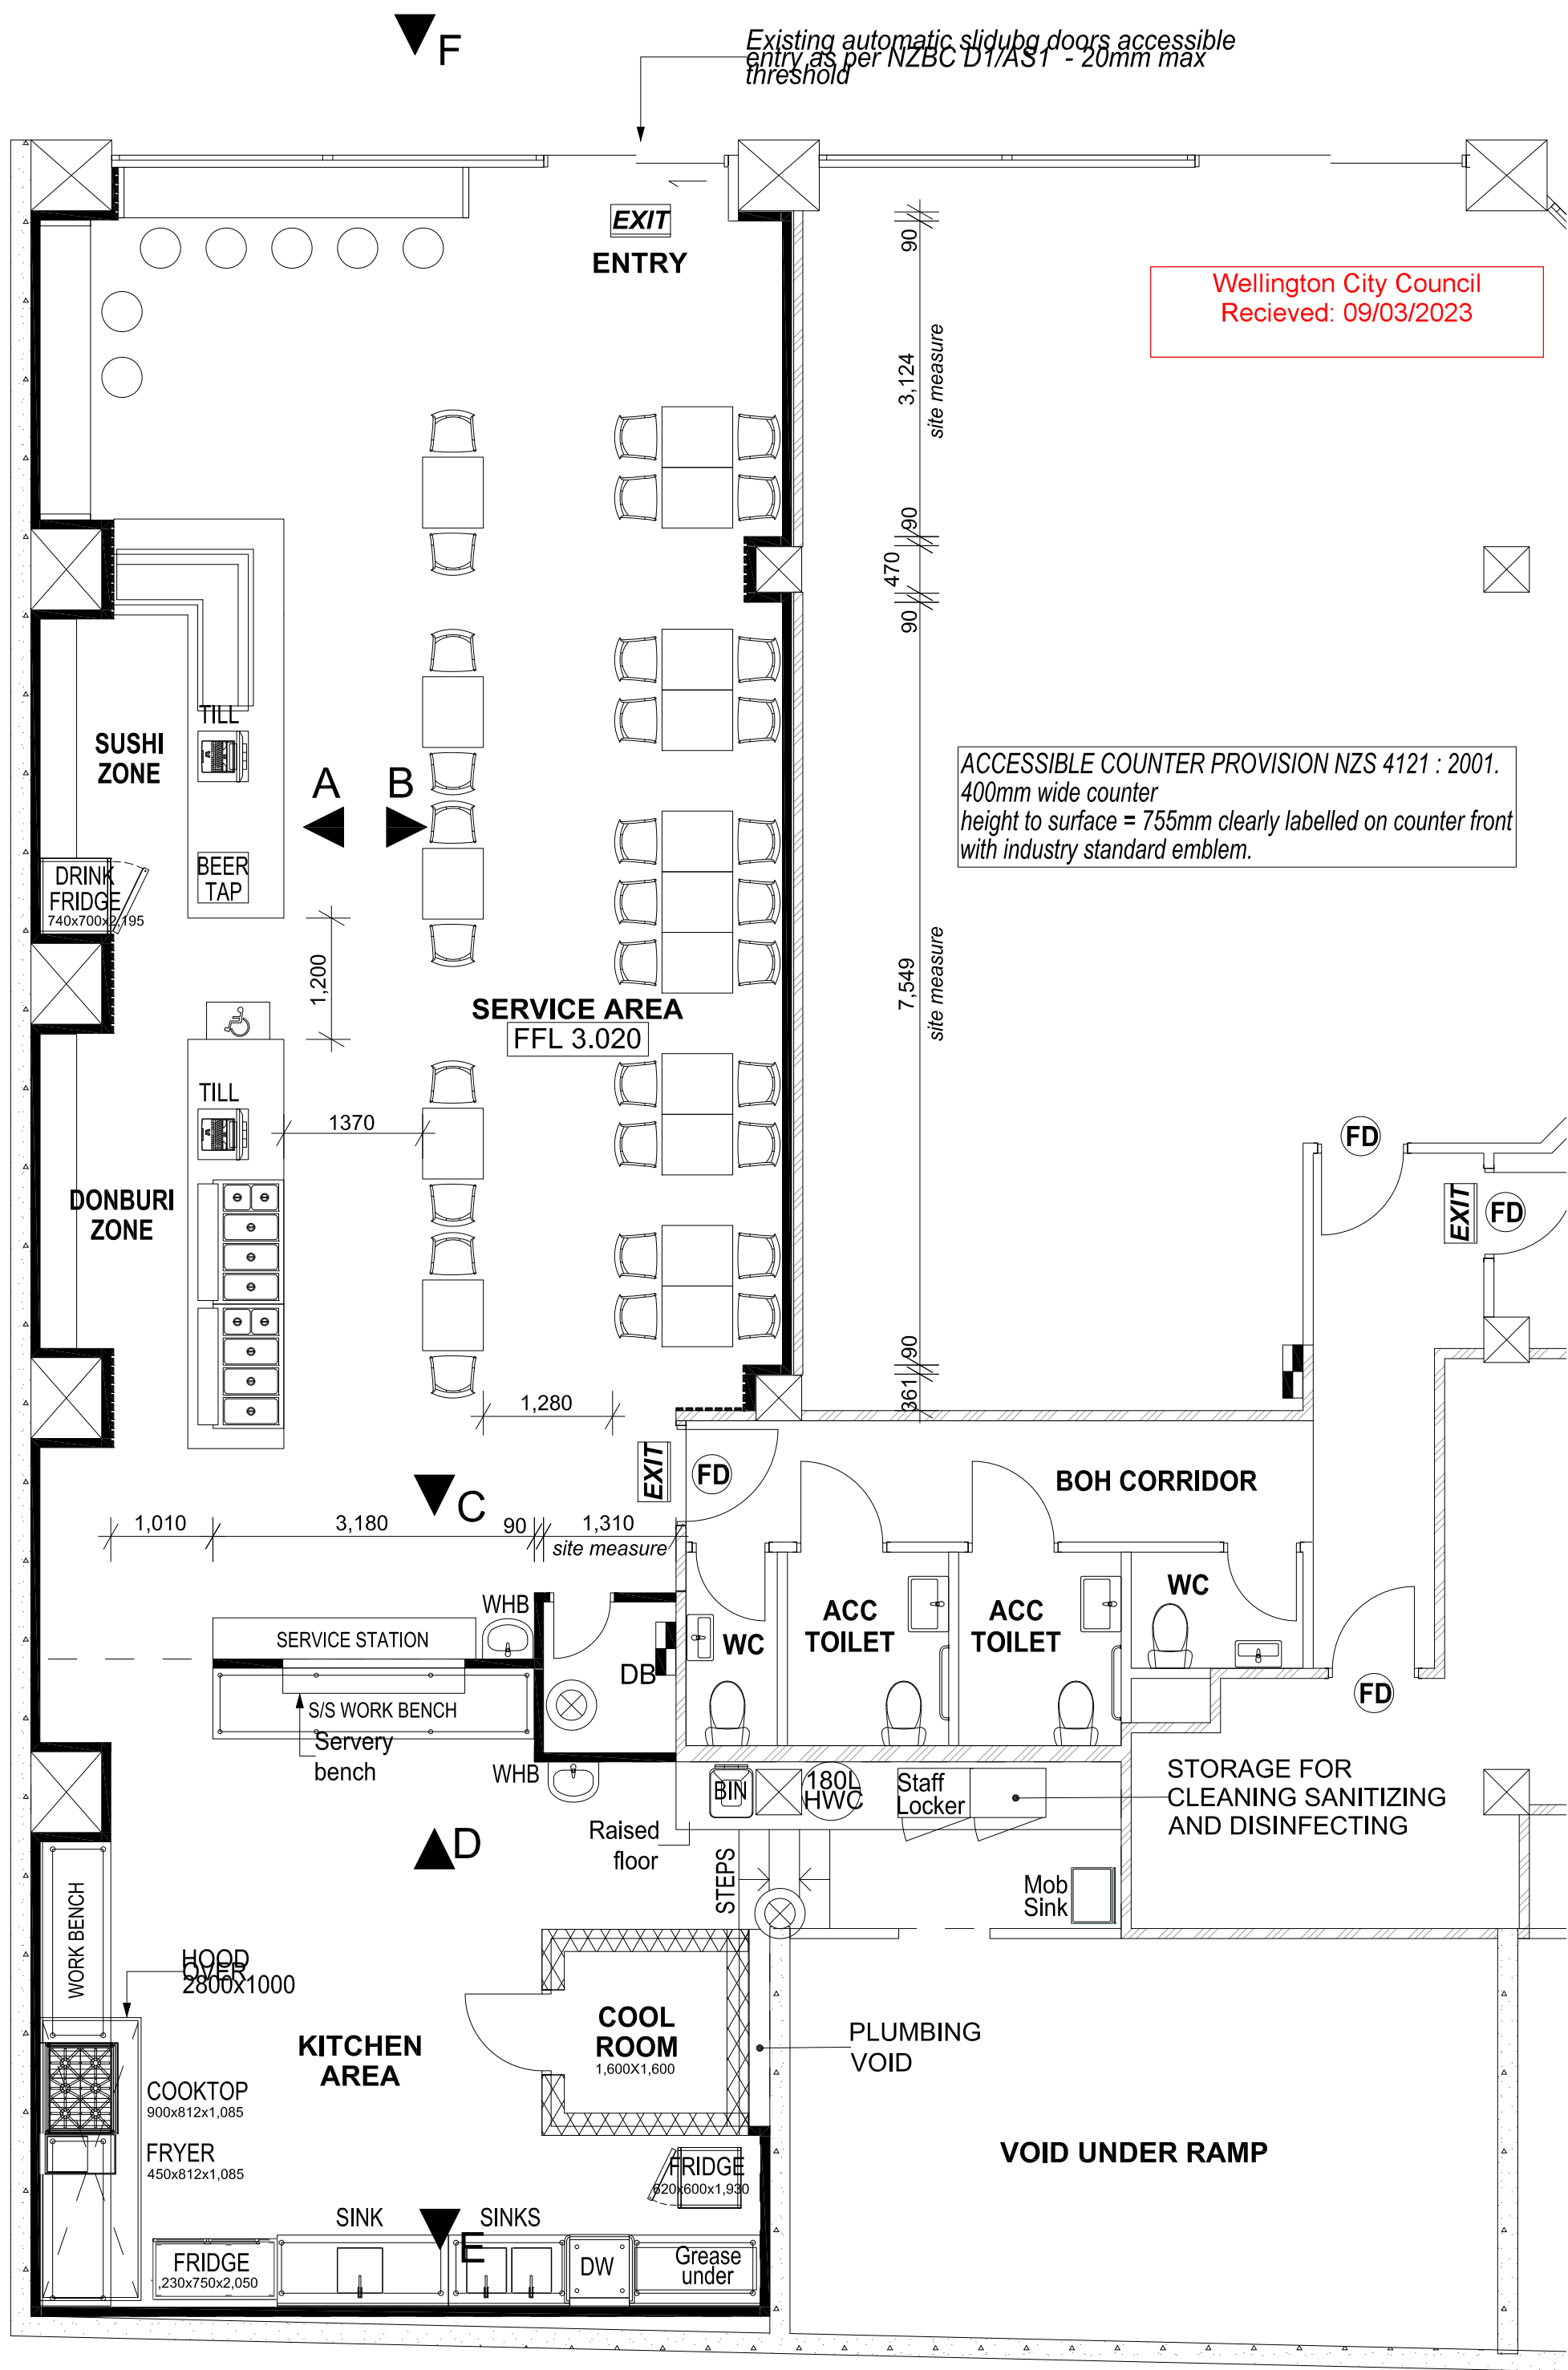 F
Existing automatic slidubg doors accessible
entry as per NZBC D1/AS1 - 20mm max
threshold
EXIT
ENTRY
90
3,124
site measure
90
470
90
Wellington City Council
Recieved: 09/03/2023
TILL
SUSHI
ZONE
A
B
BEER
TAP
DRINK
FRIDGE
740x700x2,195
ACCESSIBLE COUNTER PROVISION NZS 4121 : 2001.
400mm wide counter
height to surface = 755mm clearly labelled on counter front
with industry standard emblem.
1,200
7,549
site measure
SERVICE AREA
FFL 3.020
TILL
1370
DONBURI
ZONE
FD
EXIT
FD
90
361
1,280
EXIT
FD
BOH CORRIDOR
C
1,010
3,180
90
1,310
site measure
WHB
SERVICE STATION
DB
WC
ACC
TOILET
ACC
TOILET
WC
S/S WORK BENCH
Servery
bench
FD
WHB
BIN
180L
HWC
Staff
Locker
STORAGE FOR
CLEANING SANITIZING
AND DISINFECTING
Raised
floor
D
STEPS
Mob
Sink
WORK BENCH
HOOD
OVER
2800x1000
COOL
ROOM
1,600X1,600
KITCHEN
AREA
PLUMBING
VOID
COOKTOP
900x812x1,085
FRYER
450x812x1,085
FRIDGE
620x600x1,930
VOID UNDER RAMP
SINK
SINKS
E
FRIDGE
,230x750x2,050
DW
Grease
under